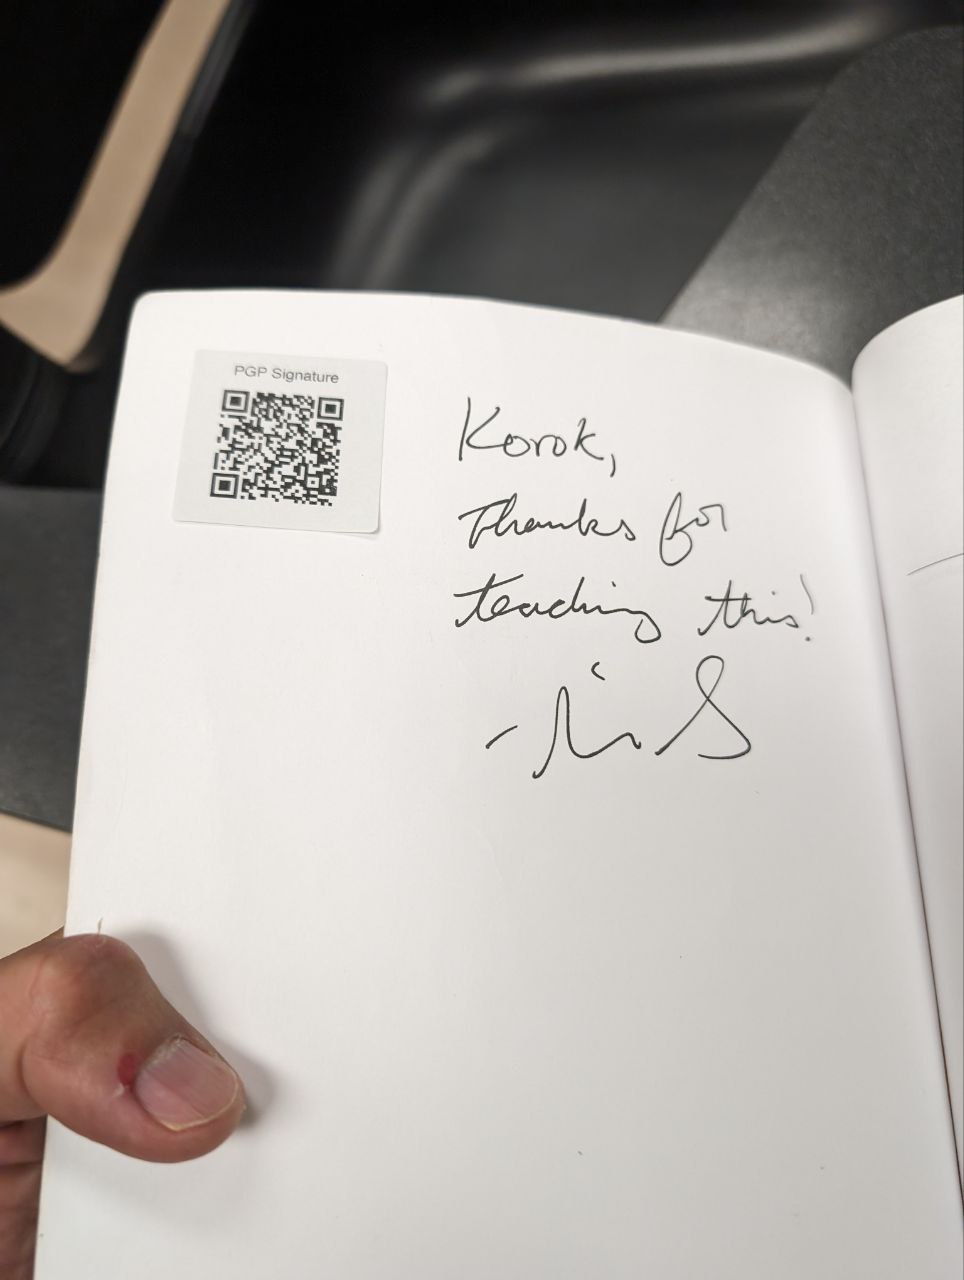 PGP Signature
Korok,
Thanks for
teaching this!